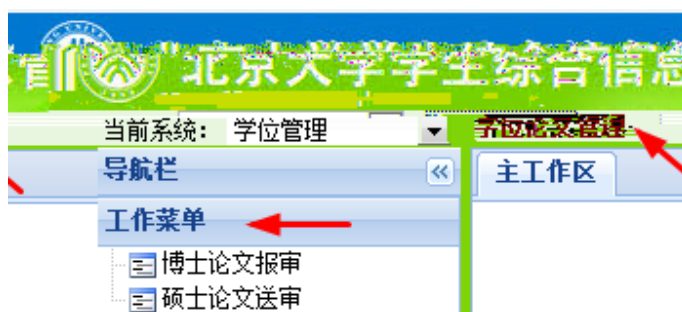 北京大学学生综合信息
当前系统： 学位管理 学位论文管理
导航栏 主工作区
工作菜单
博士论文报审
硕士论文送审